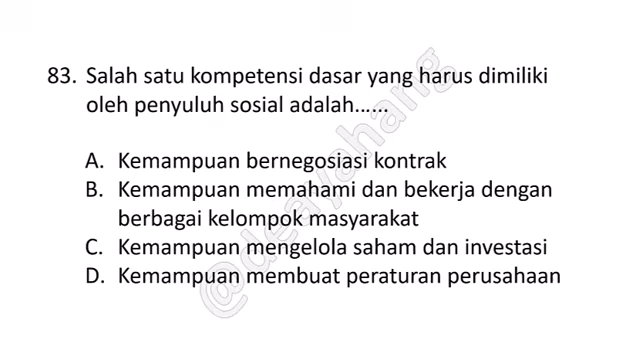 83. Salah satu kompetensi dasar yang harus dimiliki
oleh penyuluh sosial adalah......
A. Kemampuan bernegosiasi kontrak
B. Kemampuan memahami dan bekerja dengan
berbagai kelompok masyarakat
C. Kemampuan mengelola saham dan investasi
D. Kemampuan membuat peraturan perusahaan
@deayahang